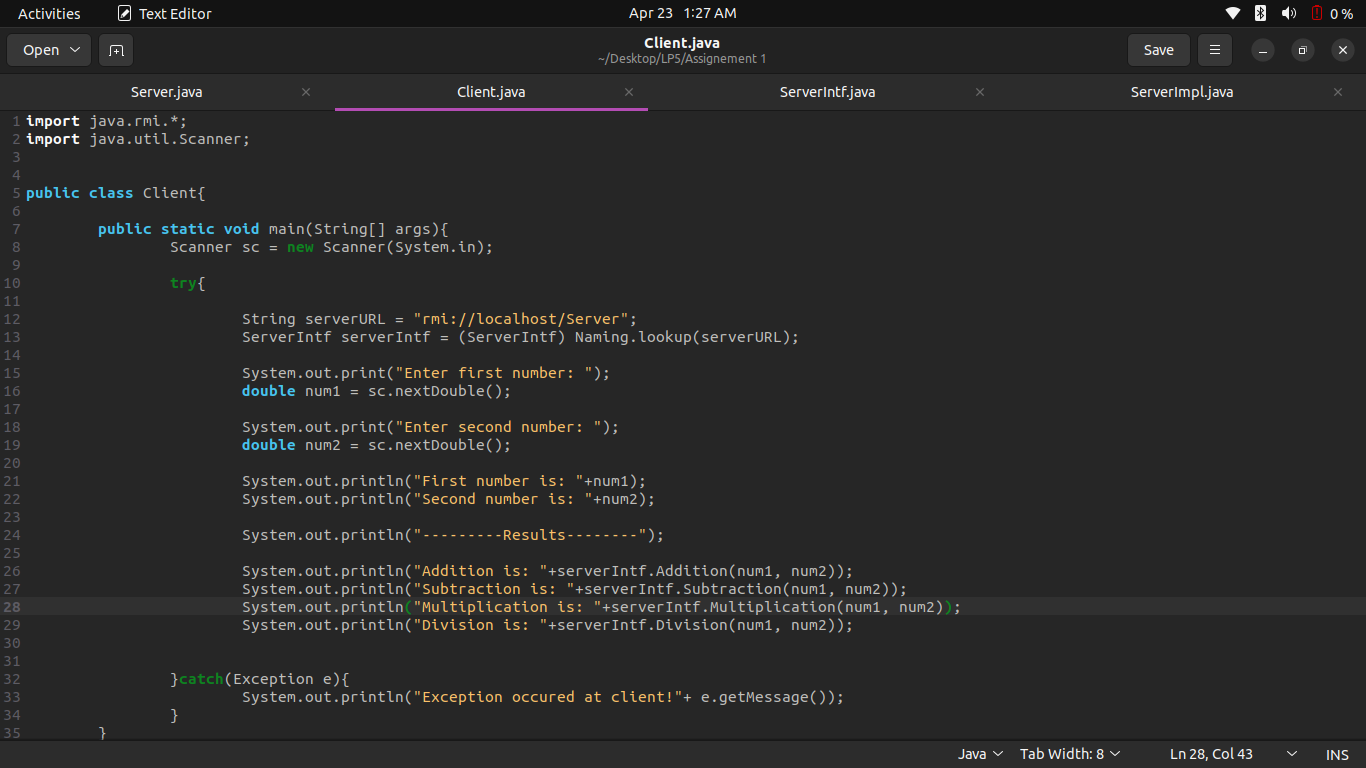 Activities Text Editor Apr 23 1:27 AM 0 %
Open Client.java Save
~/Desktop/LP5/Assignement 1
Server.java Client.java ServerIntf.java ServerImpl.java
1 import java.rmi.*;
2 import java.util.Scanner;
3
4
5 public class Client{
6
7 public static void main(String[] args){
8 Scanner sc = new Scanner(System.in);
9
10 try{
11
12 String serverURL = "rmi://localhost/Server";
13 ServerIntf serverIntf = (ServerIntf) Naming.lookup(serverURL);
14
15 System.out.print("Enter first number: ");
16 double num1 = sc.nextDouble();
17
18 System.out.print("Enter second number: ");
19 double num2 = sc.nextDouble();
20
21 System.out.println("First number is: "+num1);
22 System.out.println("Second number is: "+num2);
23
24 System.out.println("---------Results--------");
25
26 System.out.println("Addition is: "+serverIntf.Addition(num1, num2));
27 System.out.println("Subtraction is: "+serverIntf.Subtraction(num1, num2));
28 System.out.println("Multiplication is: "+serverIntf.Multiplication(num1, num2));
29 System.out.println("Division is: "+serverIntf.Division(num1, num2));
30
31
32 }catch(Exception e){
33 System.out.println("Exception occured at client!"+ e.getMessage());
34 }
35 }
Java Tab Width: 8 Ln 28, Col 43 INS